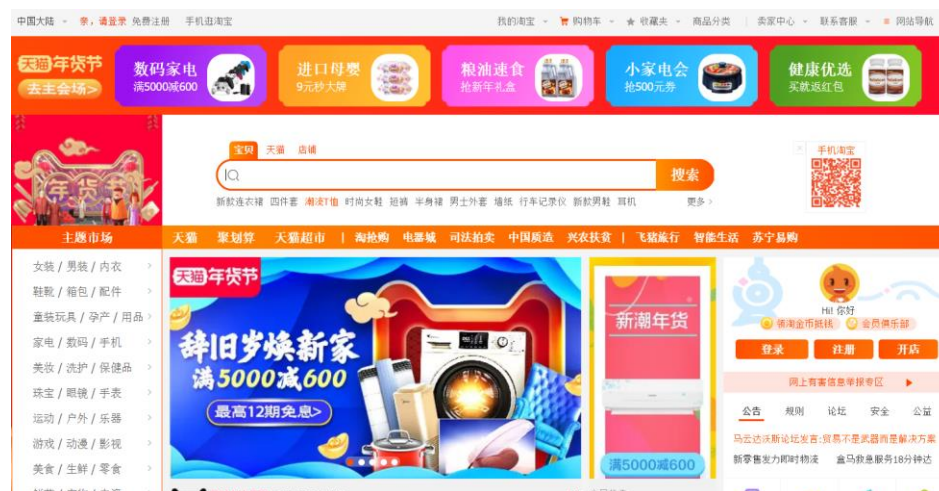 中国大陆 亲，请登录 免费注册 手机逛淘宝 我的淘宝 购物车 收藏夹 商品分类 卖家中心 联系客服 网站导航
天猫年货节
去主会场>
数码家电
满5000减600
进口母婴
9元秒大牌
粮油速食
抢新年礼盒
小家电会
抢500元券
健康优选
买就返红包
年货节
宝贝 天猫 店铺
搜索
新款连衣裙 四件套 潮流T恤 时尚女鞋 短裤 半身裙 男士外套 墙纸 行车记录仪 新款男鞋 耳机 更多
手机淘宝
主题市场 天猫 聚划算 天猫超市 | 淘抢购 电器城 司法拍卖 中国质造 兴农扶贫 | 飞猪旅行 智能生活 苏宁易购
女装 / 男装 / 内衣
鞋靴 / 箱包 / 配件
童装玩具 / 孕产 / 用品
家电 / 数码 / 手机
美妆 / 洗护 / 保健品
珠宝 / 眼镜 / 手表
运动 / 户外 / 乐器
游戏 / 动漫 / 影视
美食 / 生鲜 / 零食
天猫年货节
辞旧岁焕新家
满5000减600
最高12期免息>
新潮年货
满5000减600
Hi! 你好
领淘金币抵钱 会员俱乐部
登录 注册 开店
网上有害信息举报专区
公告 规则 论坛 安全 公益
马云达沃斯论坛发言:贸易不是武器而是解决方案
新零售发力即时物流 盒马救急服务18分钟达